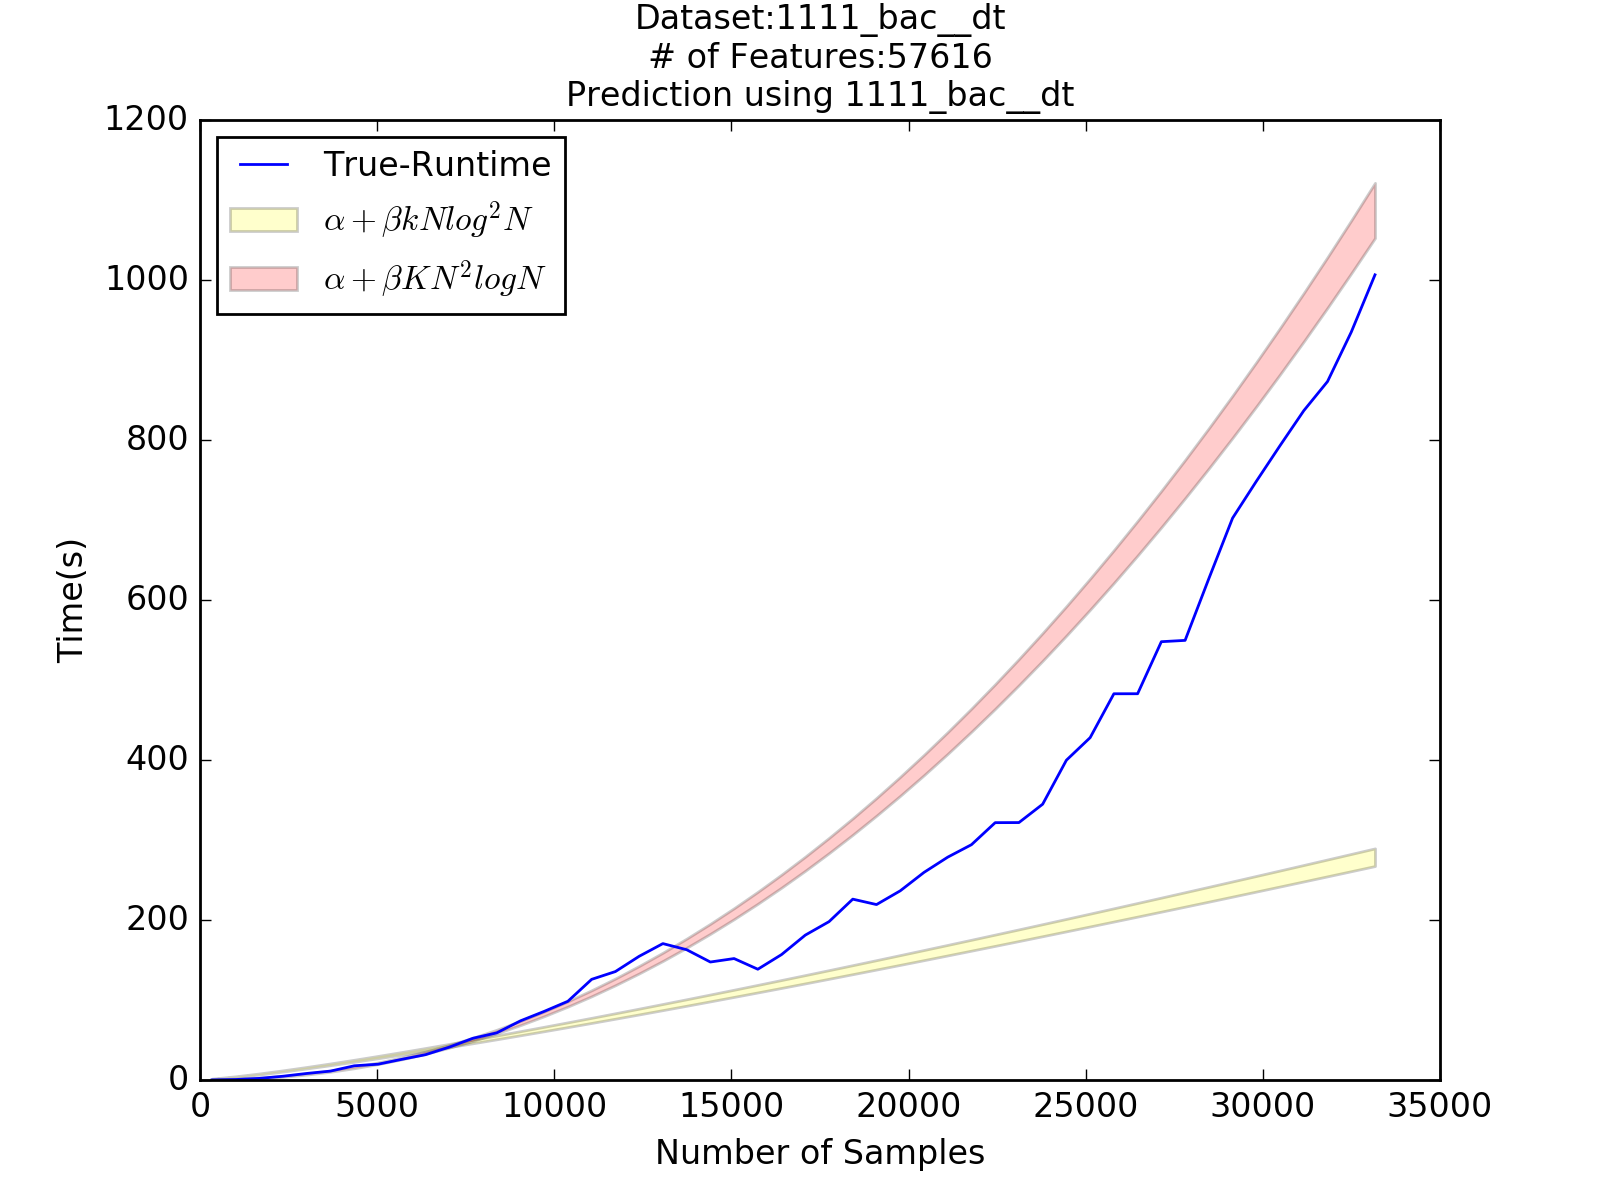 Dataset:1111_bac__dt
# of Features:57616
Prediction using 1111_bac__dt
1200
1000
800
600
400
200
0
Time(s)
True-Runtime
α + βkNlog²N
α + βKN²logN
0 5000 10000 15000 20000 25000 30000 35000
Number of Samples